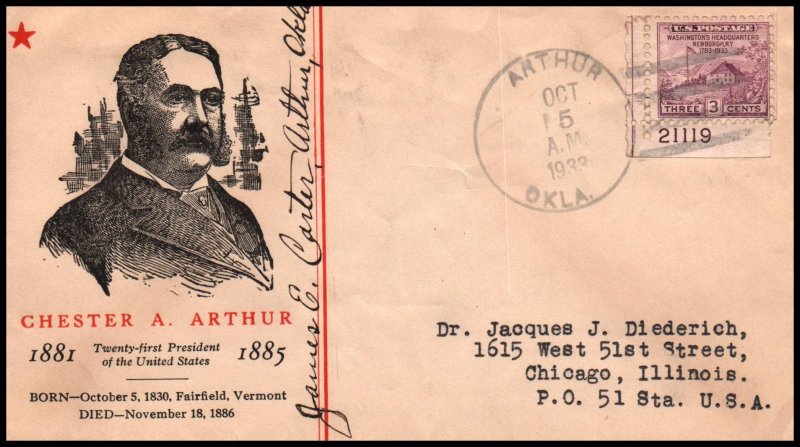 CHESTER A. ARTHUR
1881 Twenty-first President of the United States 1885
BORN—October 5, 1830, Fairfield, Vermont
DIED—November 18, 1886
James E. Carter, Arthur, Okla
ARTHUR
OCT
15
A.M.
1933
OKLA.
U.S. POSTAGE
WASHINGTON'S HEADQUARTERS
NEWBURGH, N.Y.
1783-1933
THREE 3 CENTS
21119
Dr. Jacques J. Diederich,
1615 West 51st Street,
Chicago, Illinois.
P.O. 51 Sta. U.S.A.